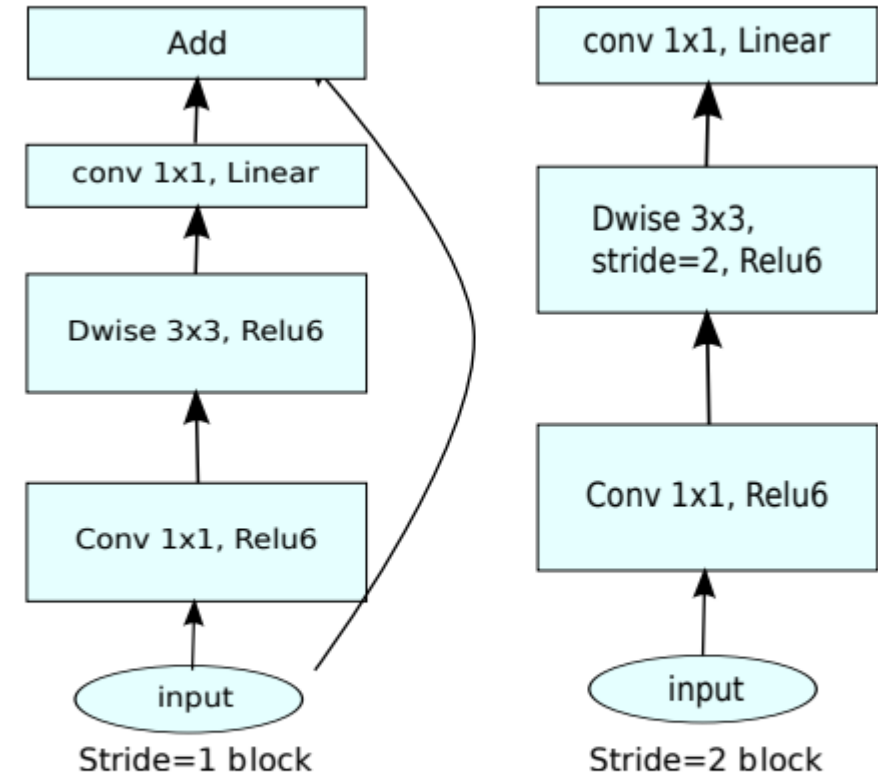 Add
conv 1x1, Linear
Dwise 3x3, Relu6
Conv 1x1, Relu6
input
Stride=1 block
conv 1x1, Linear
Dwise 3x3,
stride=2, Relu6
Conv 1x1, Relu6
input
Stride=2 block